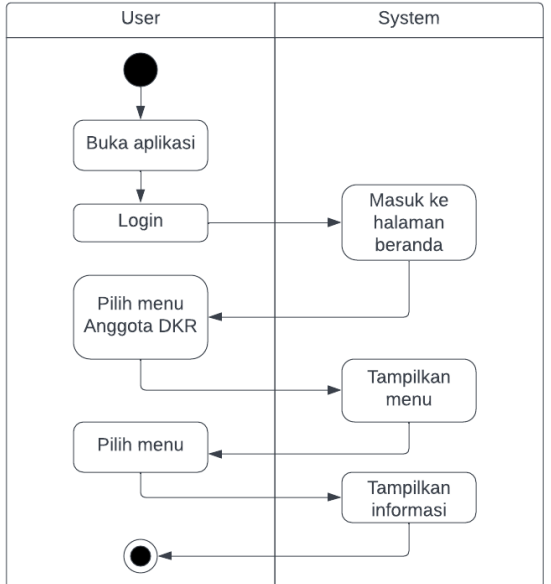 User
System
Buka aplikasi
Login
Masuk ke
halaman
beranda
Pilih menu
Anggota DKR
Tampilkan
menu
Pilih menu
Tampilkan
informasi